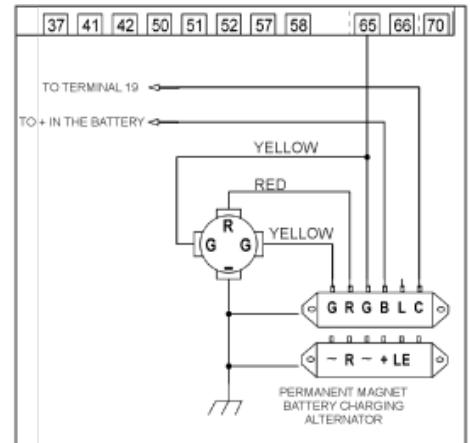 37 41 42 50 51 52 57 58 65 66 70
TO TERMINAL 19
TO + IN THE BATTERY
YELLOW
RED
R
G G
-
YELLOW
G R G B L C
~ R ~ + LE
PERMANENT MAGNET
BATTERY CHARGING
ALTERNATOR